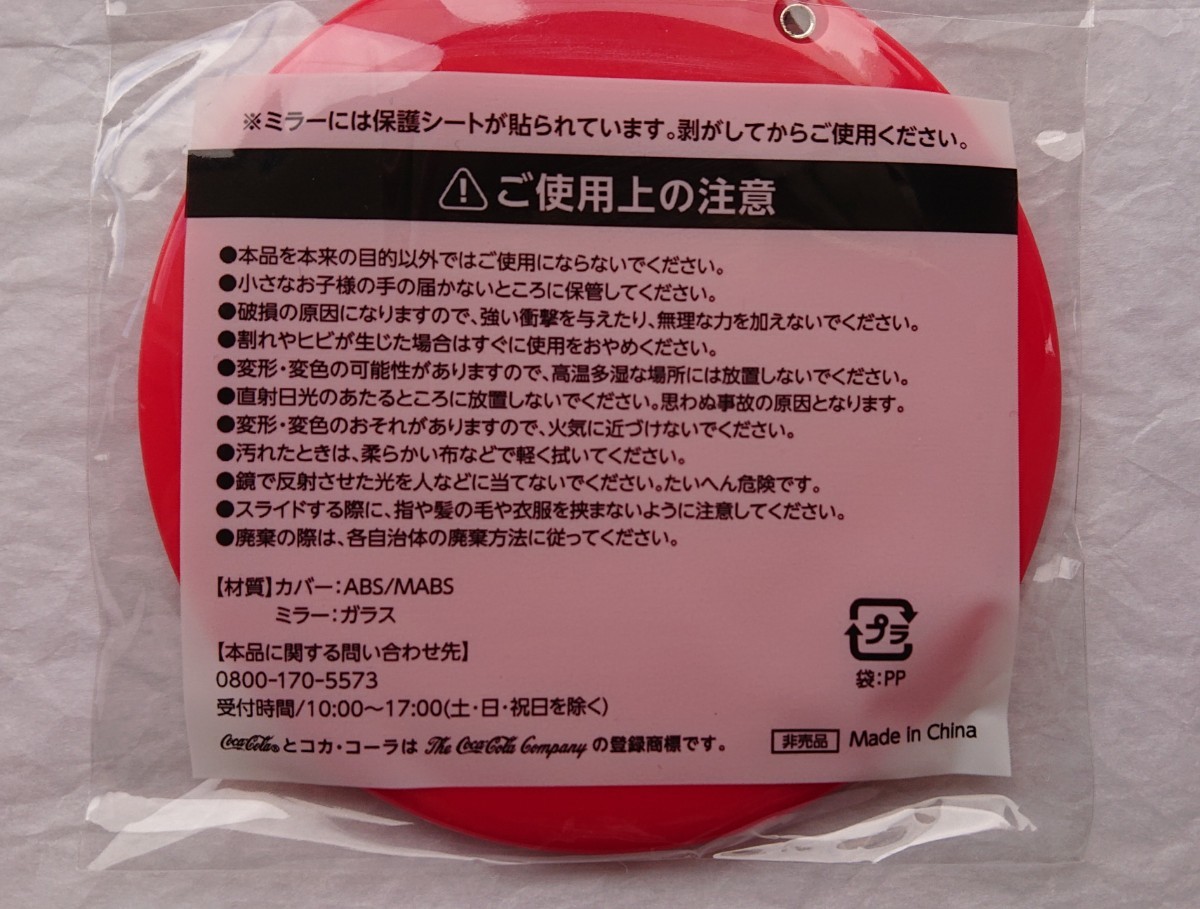 ※ミラーには保護シートが貼られています。剥がしてからご使用ください。
ご使用上の注意
●本品を本来の目的以外ではご使用にならないでください。
●小さなお子様の手の届かないところに保管してください。
●破損の原因になりますので、強い衝撃を与えたり、無理な力を加えないでください。
●割れやヒビが生じた場合はすぐに使用をおやめください。
●変形・変色の可能性がありますので、高温多湿な場所には放置しないでください。
●直射日光のあたるところに放置しないでください。思わぬ事故の原因となります。
●変形・変色のおそれがありますので、火気に近づけないでください。
●汚れたときは、柔らかい布などで軽く拭いてください。
●鏡で反射させた光を人などに当てないでください。たいへん危険です。
●スライドする際に、指や髪の毛や衣服を挟まないように注意してください。
●廃棄の際は、各自治体の廃棄方法に従ってください。
【材質】カバー:ABS/MABS
ミラー:ガラス
プラ
袋:PP
【本品に関する問い合わせ先】
0800-170-5573
受付時間/10:00〜17:00(土・日・祝日を除く)
Coca-Cola®とコカ・コーラは The Coca-Cola Company の登録商標です。 非売品 Made in China